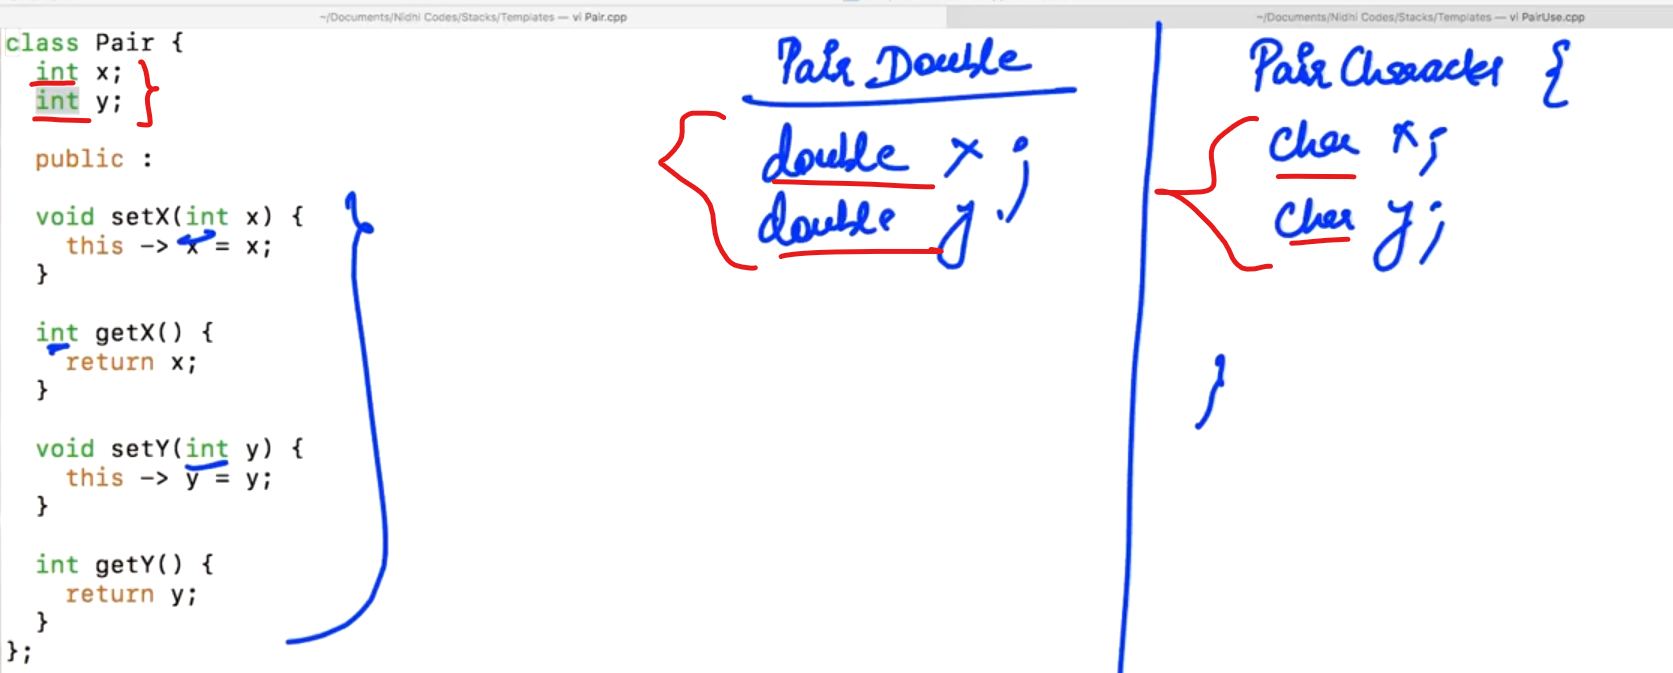 ~/Documents/Nidhi Codes/Stacks/Templates — vi Pair.cpp
~/Documents/Nidhi Codes/Stacks/Templates — vi PairUse.cpp
class Pair {
int x;
int y;
public :
void setX(int x) {
this -> x = x;
}
int getX() {
return x;
}
void setY(int y) {
this -> y = y;
}
int getY() {
return y;
}
};
Pair Double
double x ;
double y ;
Pair Character {
char x;
char y;
}